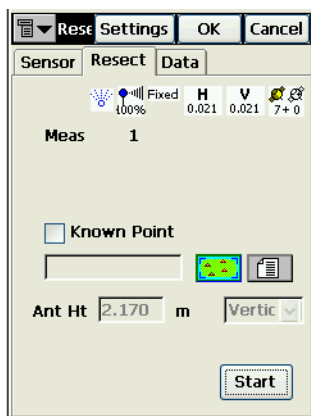 Rese Settings OK Cancel
Sensor Resect Data
Fixed H V
100% 0.021 0.021 7+0
Meas 1
Known Point
Ant Ht 2.170 m Vertic
Start